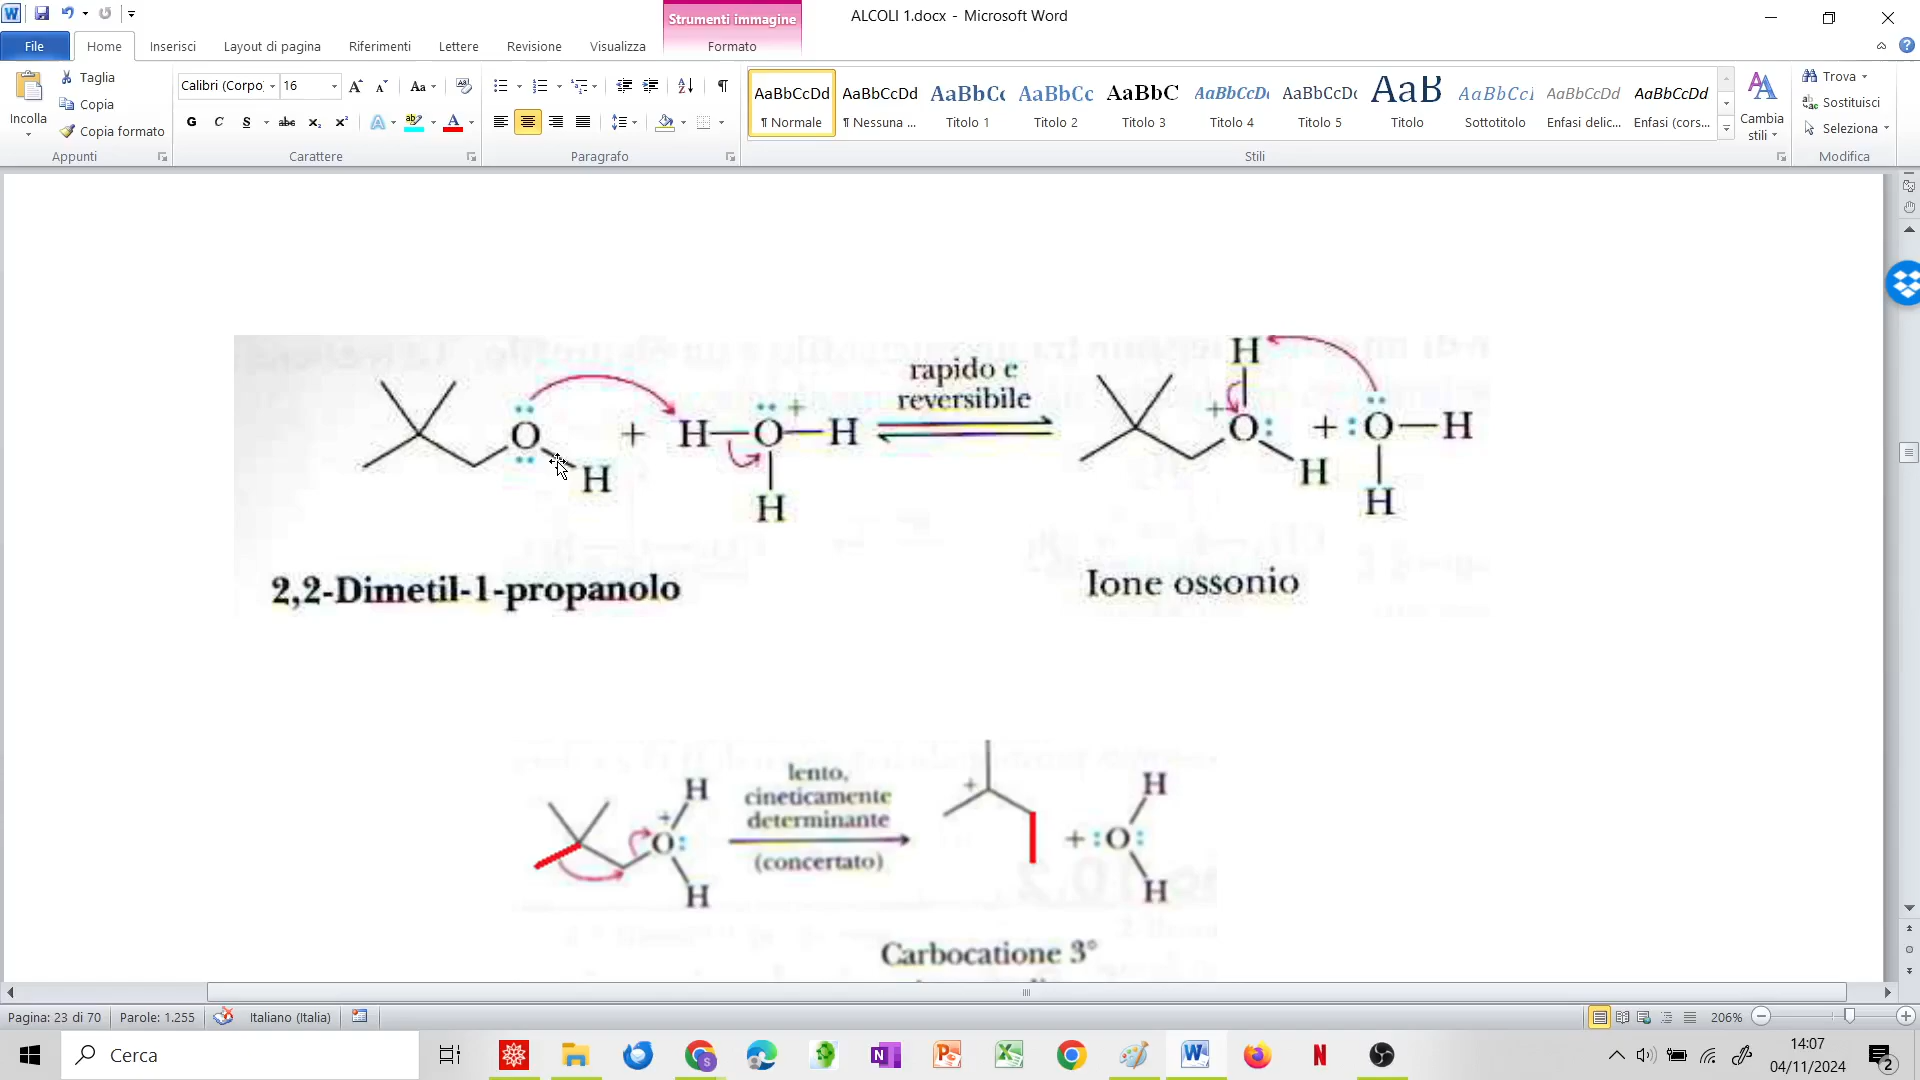 Strumenti immagine
ALCOLI 1.docx - Microsoft Word
File Home Inserisci Layout di pagina Riferimenti Lettere Revisione Visualizza Formato
Taglia
Copia
Copia formato
Incolla
Appunti
Calibri (Corpo 16
G C S abc
Carattere
Paragrafo
AaBbCcDd AaBbCcDd AaBbCc AaBbCc AaBbC AaBbCcDc AaBbCcDc AaB AaBbCcI AaBbCcDd AaBbCcDd
¶ Normale ¶ Nessuna ... Titolo 1 Titolo 2 Titolo 3 Titolo 4 Titolo 5 Titolo Sottotitolo Enfasi delic... Enfasi (cors...
Stili
Cambia
stili
Trova
Sostituisci
Seleziona
Modifica
rapido e
reversibile
O H + H O + H H
H + O H + O H H
2,2-Dimetil-1-propanolo
Ione ossonio
lento,
cineticamente
determinante
(concertato)
H + O H
+ + O H H
Carbocatione 3°
Pagina: 23 di 70 Parole: 1.255 Italiano (Italia) 206%
Cerca
14:07
04/11/2024
2